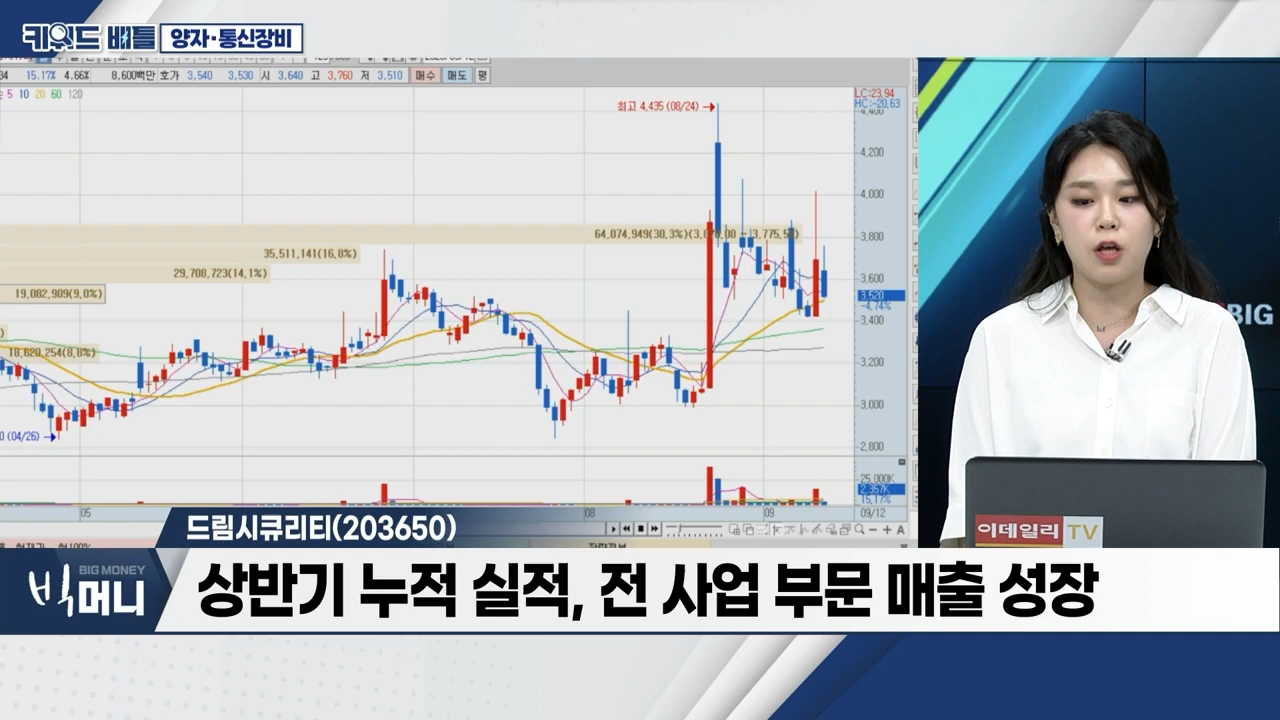 키워드 배틀 양자·통신장비
15.17% 4.66% 8,600백만 호가 3,540 3,530 시 3,640 고 3,760 저 3,510 매수 매도 평
5 10 20 60 120
LC:23.94
HC:-20.63
최고 4,435 (08/24)
4,400
4,200
4,000
3,800
3,600
3,520
-4.74%
3,400
3,200
3,000
2,800
35,511,141(16,8%)
29,708,723(14,1%)
19,082,909(9,0%)
18,620,254(8,8%)
(04/26)
25,000K
2,357K
15.17%
05
08
09
09/12
BIG
이데일리 TV
드림시큐리티(203650)
BIG MONEY
빅머니
상반기 누적 실적, 전 사업 부문 매출 성장